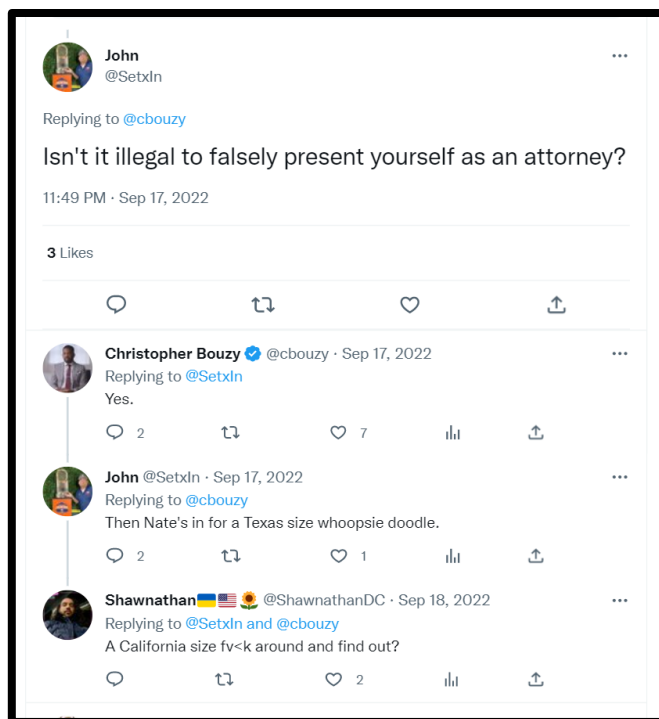 John
@SetxIn
Replying to @cbouzy
Isn't it illegal to falsely present yourself as an attorney?
11:49 PM · Sep 17, 2022
3 Likes
Christopher Bouzy @cbouzy · Sep 17, 2022
Replying to @SetxIn
Yes.
2 7
John @SetxIn · Sep 17, 2022
Replying to @cbouzy
Then Nate's in for a Texas size whoopsie doodle.
2 1
Shawnathan🇺🇦🇺🇸🌻 @ShawnathanDC · Sep 18, 2022
Replying to @SetxIn and @cbouzy
A California size fv<k around and find out?
2